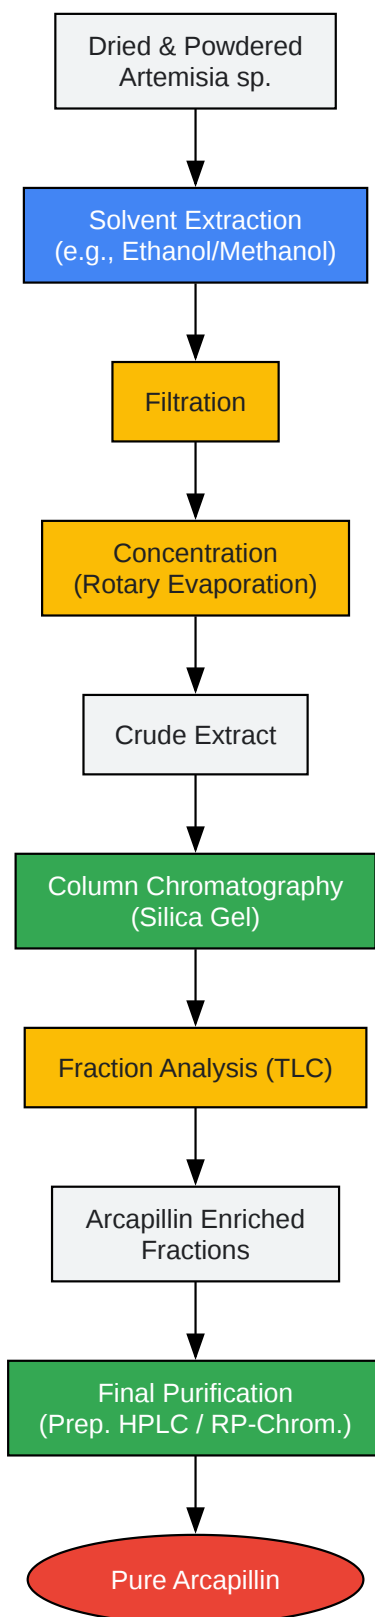 Dried & Powdered
Artemisia sp.
Solvent Extraction
(e.g., Ethanol/Methanol)
Filtration
Concentration
(Rotary Evaporation)
Crude Extract
Column Chromatography
(Silica Gel)
Fraction Analysis (TLC)
Arcapillin Enriched
Fractions
Final Purification
(Prep. HPLC / RP-Chrom.)
Pure Arcapillin